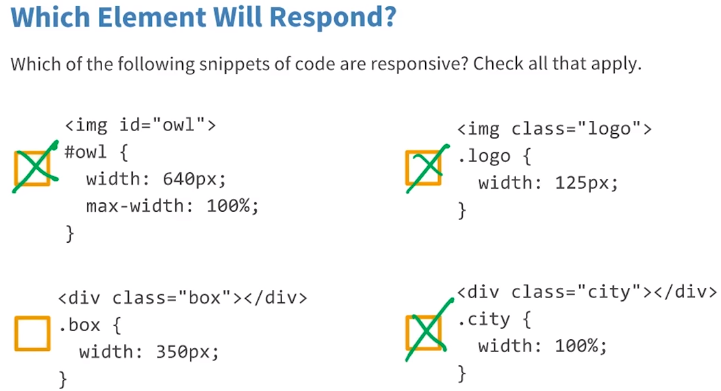 Which Element Will Respond?
Which of the following snippets of code are responsive? Check all that apply.
<img id="owl">
#owl {
width: 640px;
max-width: 100%;
}
<img class="logo">
.logo {
width: 125px;
}
<div class="box"></div>
.box {
width: 350px;
}
<div class="city"></div>
.city {
width: 100%;
}